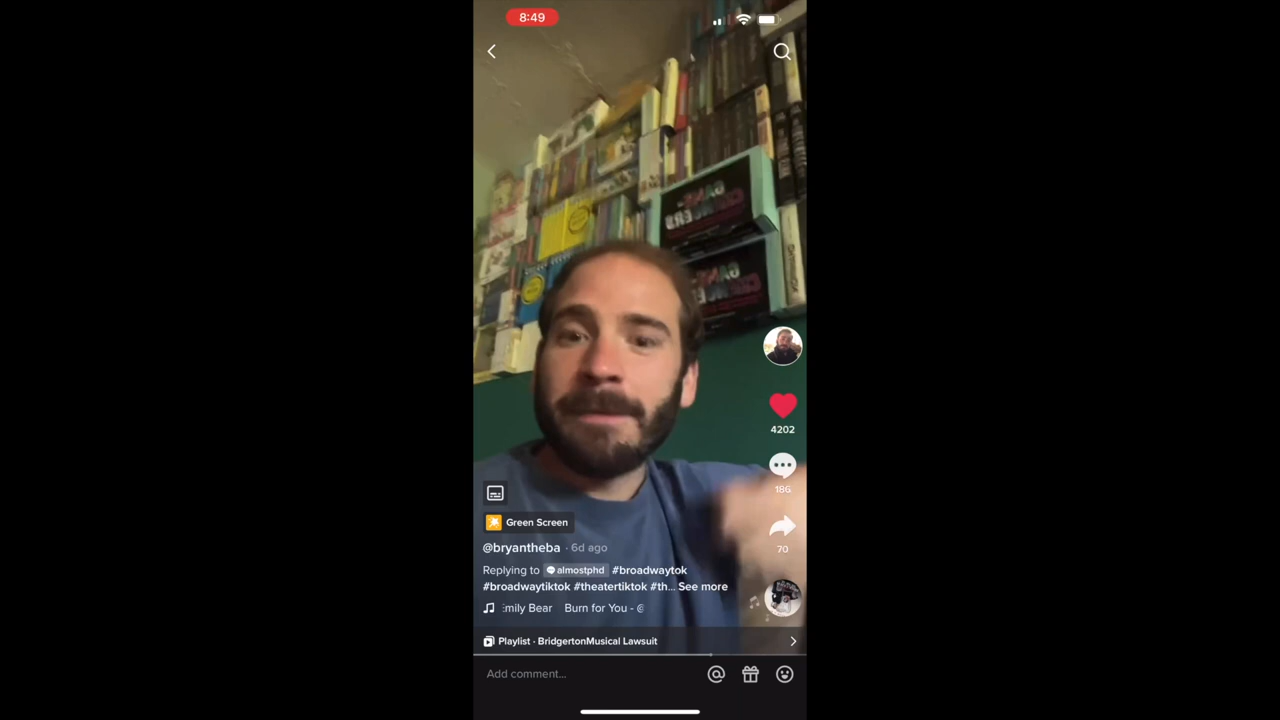 8:49
4202
186
Green Screen
@bryantheba · 6d ago
70
Replying to almostphd #broadwaytok
#broadwaytiktok #theatertiktok #th... See more
Emily Bear Burn for You - @
Playlist · BridgertonMusical Lawsuit
Add comment...